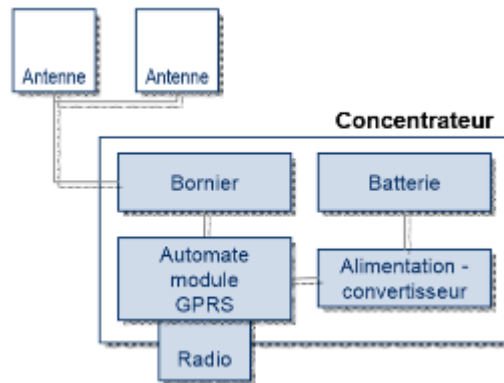 Antenne
Antenne
Concentrateur
Bornier
Batterie
Automate
module
GPRS
Alimentation -
convertisseur
Radio